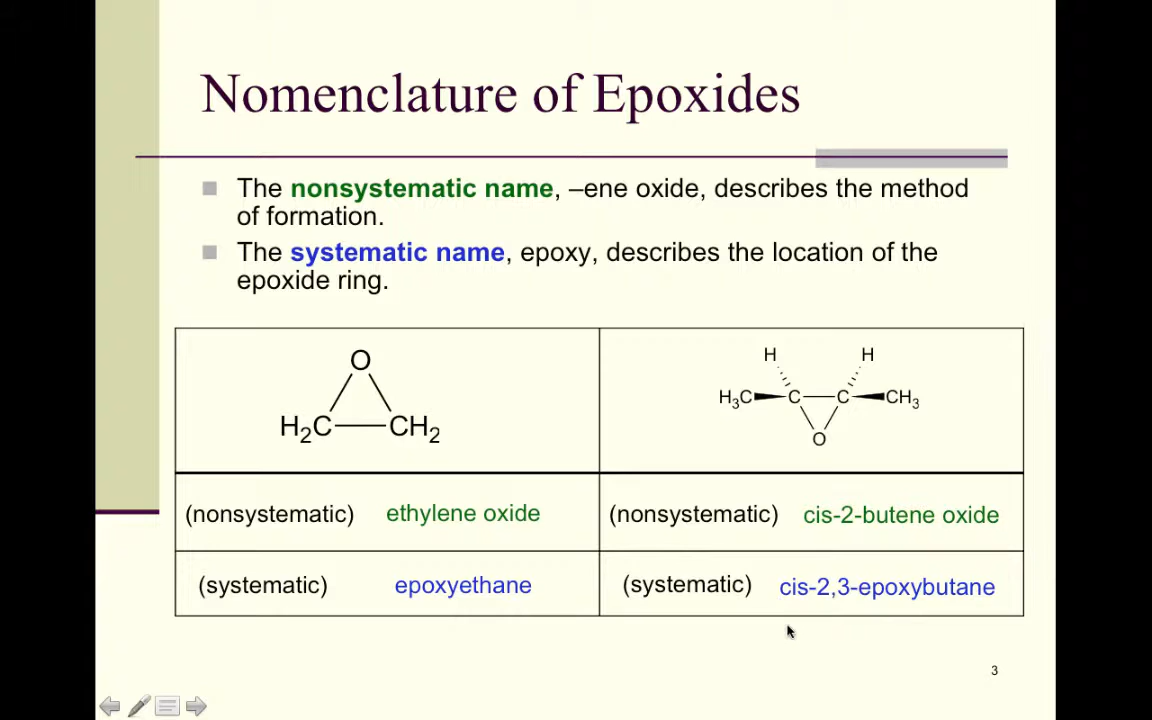 Nomenclature of Epoxides
The nonsystematic name, –ene oxide, describes the method
of formation.
The systematic name, epoxy, describes the location of the
epoxide ring.
O
H₂C CH₂
H H
H₃C C C CH₃
O
(nonsystematic) ethylene oxide
(nonsystematic) cis-2-butene oxide
(systematic) epoxyethane
(systematic) cis-2,3-epoxybutane
3